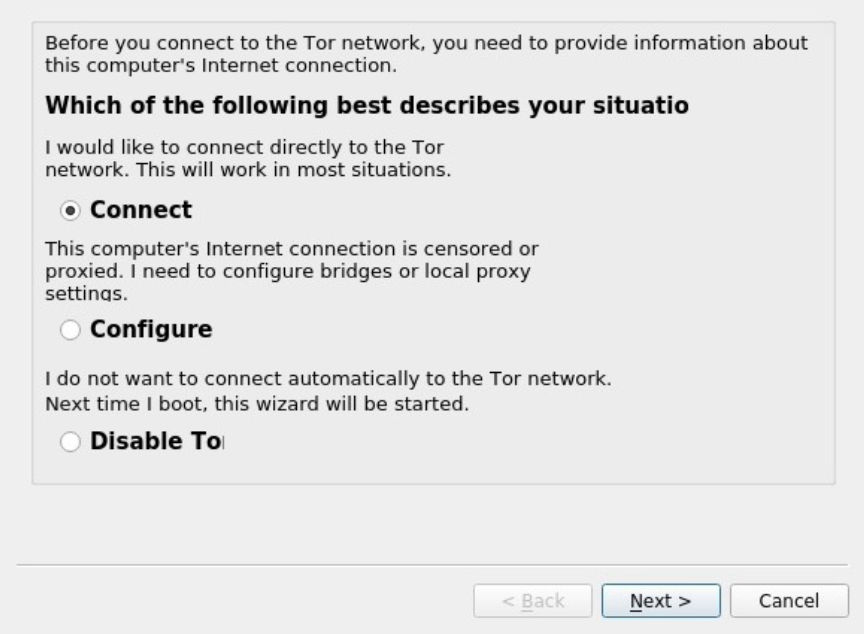 Before you connect to the Tor network, you need to provide information about
this computer's Internet connection.
Which of the following best describes your situatio
I would like to connect directly to the Tor
network. This will work in most situations.
Connect
This computer's Internet connection is censored or
proxied. I need to configure bridges or local proxy
settings.
Configure
I do not want to connect automatically to the Tor network.
Next time I boot, this wizard will be started.
Disable To
< Back
Next >
Cancel